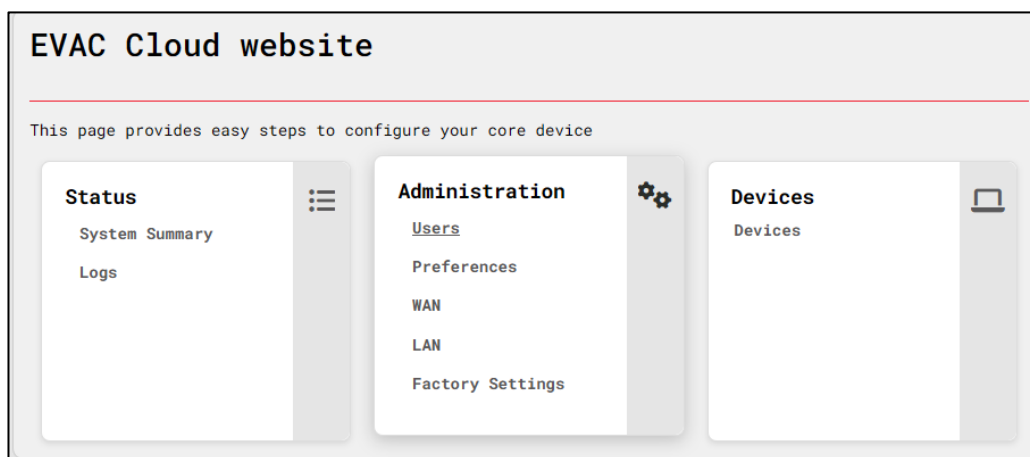 EVAC Cloud website
This page provides easy steps to configure your core device
Status
System Summary
Logs
Administration
Users
Preferences
WAN
LAN
Factory Settings
Devices
Devices